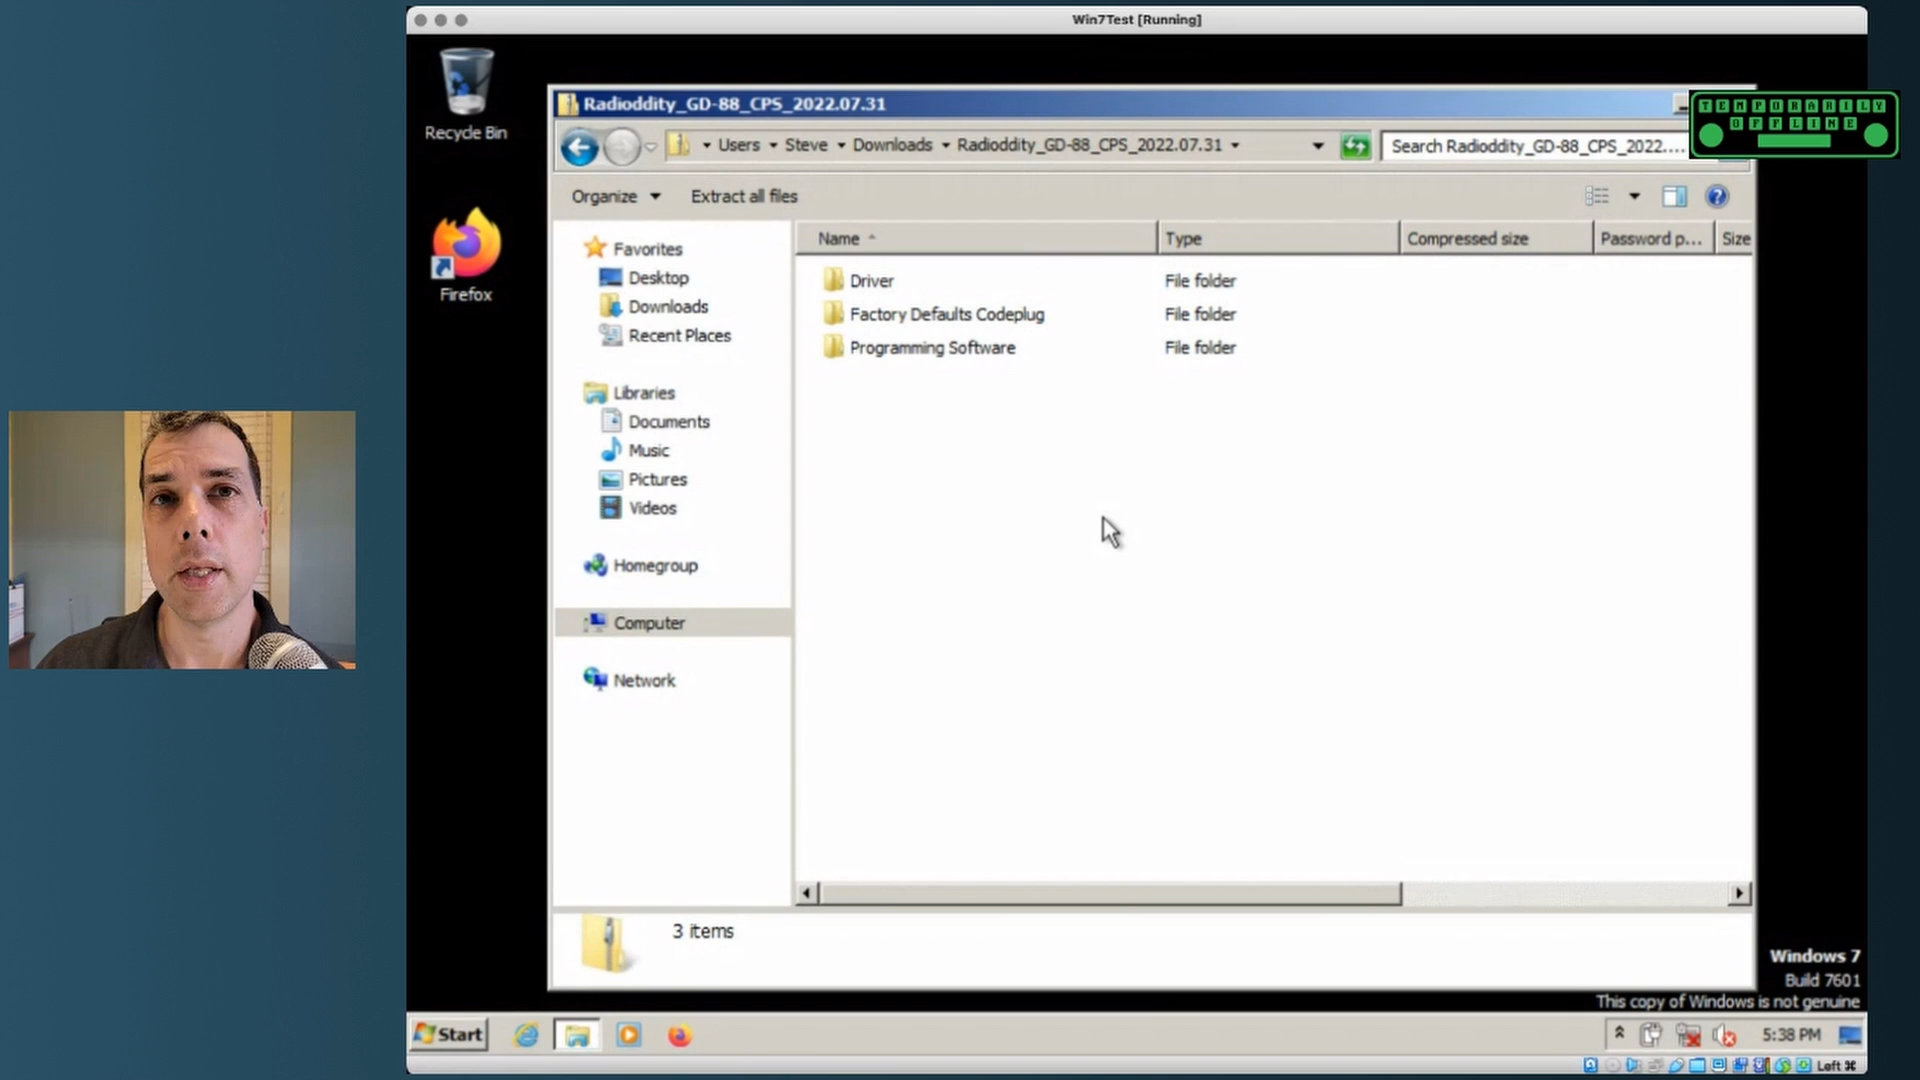 Win7Test [Running]
Recycle Bin
Firefox
Radioddity_GD-88_CPS_2022.07.31
Users
Steve
Downloads
Radioddity_GD-88_CPS_2022.07.31
Search Radioddity_GD-88_CPS_2022....
TEMPORARILY
OFFLINE
Organize
Extract all files
Favorites
Desktop
Downloads
Recent Places
Libraries
Documents
Music
Pictures
Videos
Homegroup
Computer
Network
Name
Type
Compressed size
Password p...
Size
Driver
File folder
Factory Defaults Codeplug
File folder
Programming Software
File folder
3 items
Windows 7
Build 7601
This copy of Windows is not genuine
Start
5:38 PM
Left ⌘